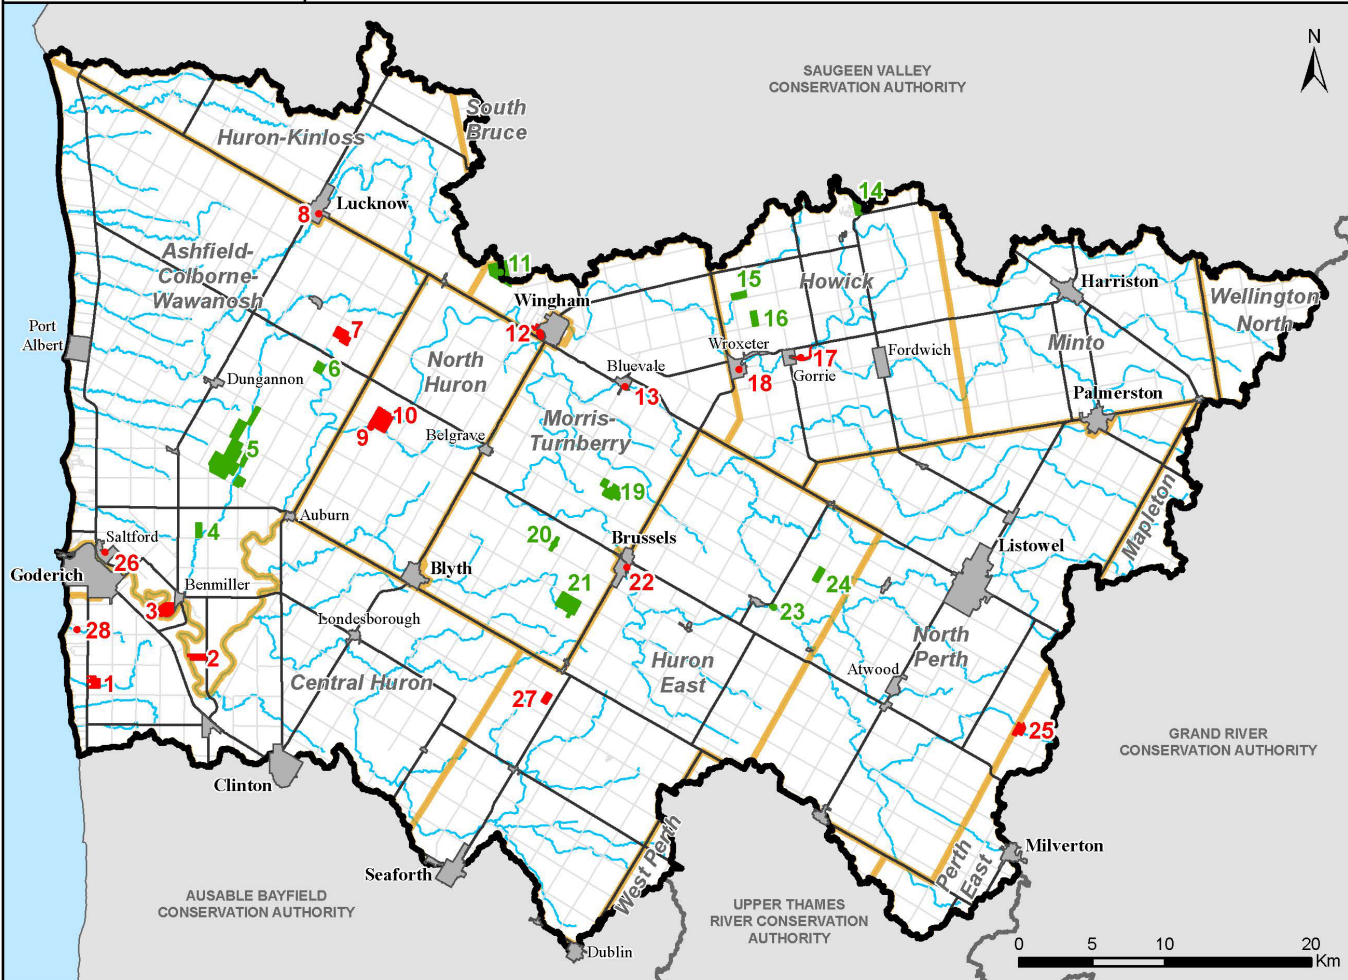 N
SAUGEEN VALLEY
CONSERVATION AUTHORITY
South
Bruce
Huron-Kinloss
14
8
Lucknow
Ashfield-
Colborne-
Wawanosh
11
Howick
Harriston
15
Wellington
North
Wingham
16
Port
Albert
7
12
Minto
Wroxeter
Fordwich
North
Huron
6
Bluevale
17
Gorrie
18
Dungannon
13
Palmerston
10
9
Morris-
Turnberry
Belgrave
5
19
Mapleton
Auburn
4
Saltford
20
Brussels
Listowel
26
Goderich
Blyth
22
24
Benmiller
21
3
23
28
Londesborough
North
Perth
2
Huron
East
Atwood
1
Central Huron
27
25
GRAND RIVER
CONSERVATION AUTHORITY
Clinton
Milverton
Seaforth
West Perth
Perth
East
AUSABLE BAYFIELD
CONSERVATION AUTHORITY
UPPER THAMES
RIVER CONSERVATION
AUTHORITY
Dublin
0 5 10 20
Km